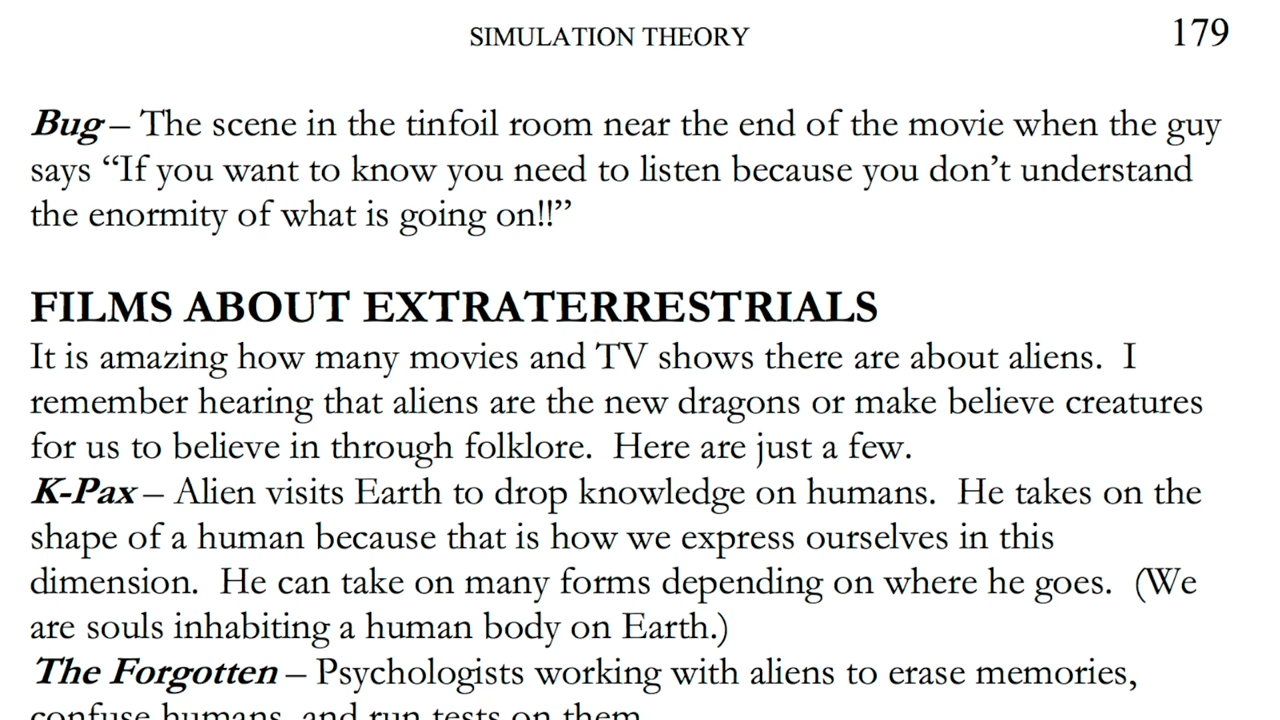 SIMULATION THEORY 179
Bug – The scene in the tinfoil room near the end of the movie when the guy
says “If you want to know you need to listen because you don’t understand
the enormity of what is going on!!”
FILMS ABOUT EXTRATERRESTRIALS
It is amazing how many movies and TV shows there are about aliens.  I
remember hearing that aliens are the new dragons or make believe creatures
for us to believe in through folklore.  Here are just a few.
K-Pax – Alien visits Earth to drop knowledge on humans.  He takes on the
shape of a human because that is how we express ourselves in this
dimension.  He can take on many forms depending on where he goes.  (We
are souls inhabiting a human body on Earth.)
The Forgotten – Psychologists working with aliens to erase memories,
confuse humans, and run tests on them